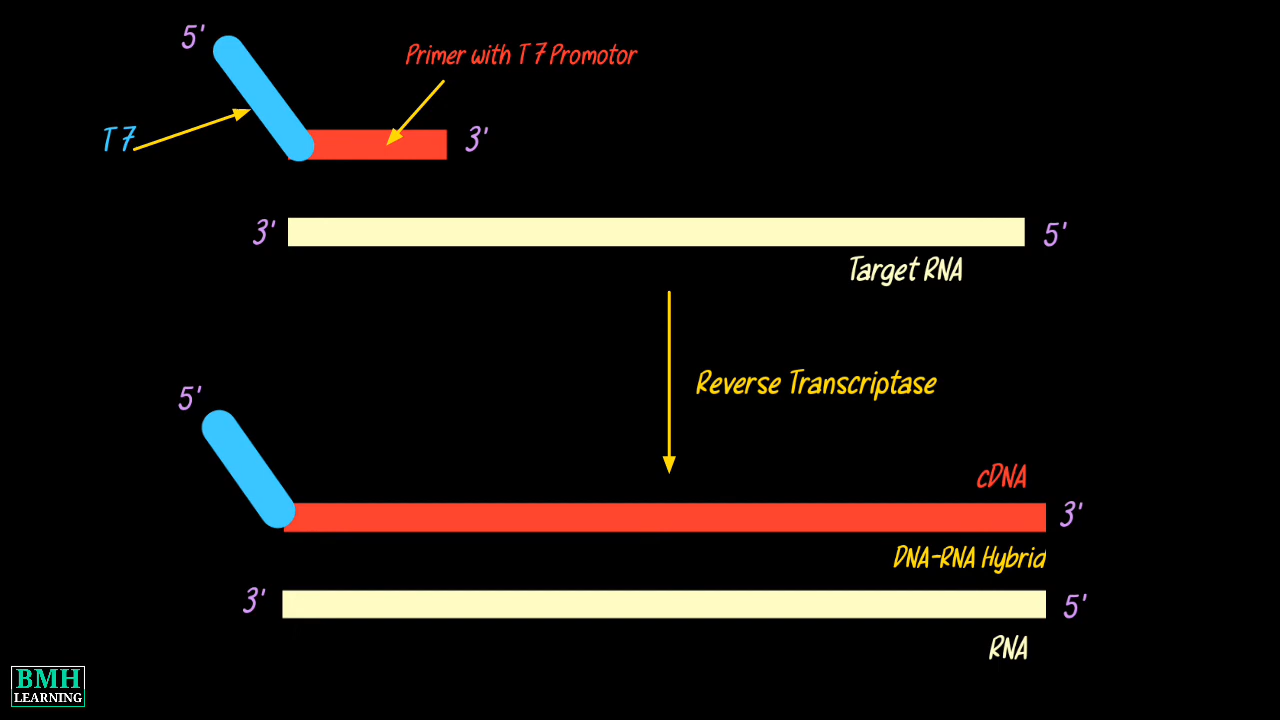 5'
Primer with T7 Promotor
T7
3'
3'
5'
Target RNA
Reverse Transcriptase
5'
cDNA
3'
DNA-RNA Hybrid
3'
5'
RNA
BMH
LEARNING